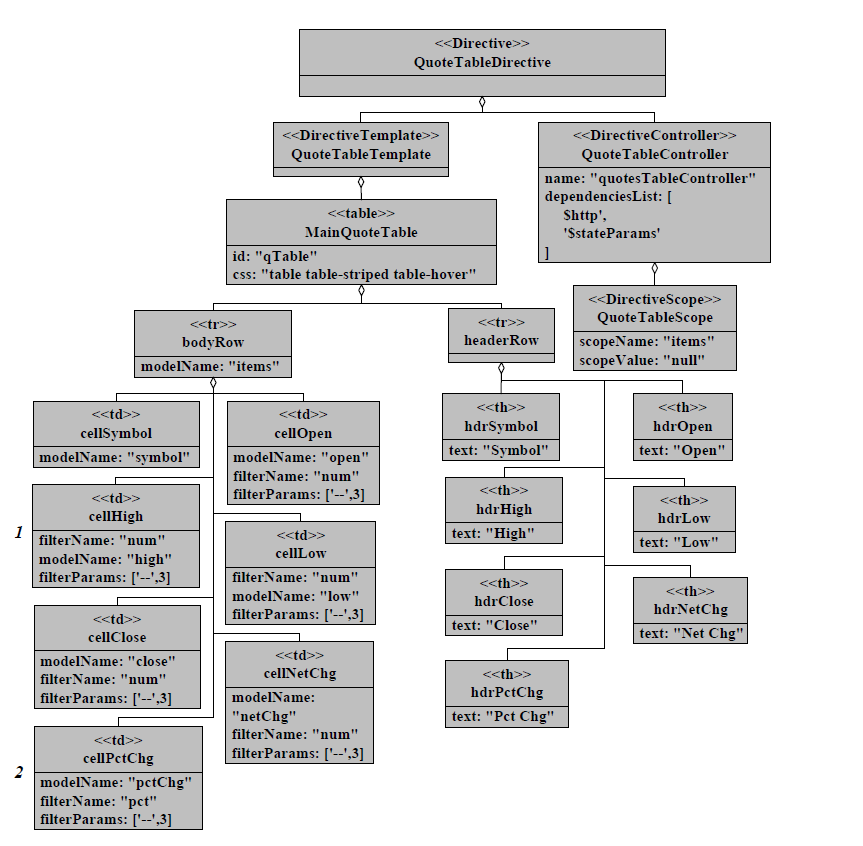 <<Directive>>
QuoteTableDirective
<<DirectiveTemplate>>
QuoteTableTemplate
<<DirectiveController>>
QuoteTableController
name: "quotesTableController"
dependenciesList: [
$http',
'$stateParams'
]
<<table>>
MainQuoteTable
id: "qTable"
css: "table table-striped table-hover"
<<DirectiveScope>>
QuoteTableScope
scopeName: "items"
scopeValue: "null"
<<tr>>
bodyRow
modelName: "items"
<<tr>>
headerRow
<<td>>
cellSymbol
modelName: "symbol"
<<td>>
cellOpen
modelName: "open"
filterName: "num"
filterParams: ['--',3]
<<th>>
hdrSymbol
text: "Symbol"
<<th>>
hdrOpen
text: "Open"
1
<<td>>
cellHigh
filterName: "num"
modelName: "high"
filterParams: ['--',3]
<<td>>
cellLow
filterName: "num"
modelName: "low"
filterParams: ['--',3]
<<th>>
hdrHigh
text: "High"
<<th>>
hdrLow
text: "Low"
<<td>>
cellClose
modelName: "close"
filterName: "num"
filterParams: ['--',3]
<<td>>
cellNetChg
modelName:
"netChg"
filterName: "num"
filterParams: ['--',3]
<<th>>
hdrClose
text: "Close"
<<th>>
hdrNetChg
text: "Net Chg"
2
<<td>>
cellPctChg
modelName: "pctChg"
filterName: "pct"
filterParams: ['--',3]
<<th>>
hdrPctChg
text: "Pct Chg"